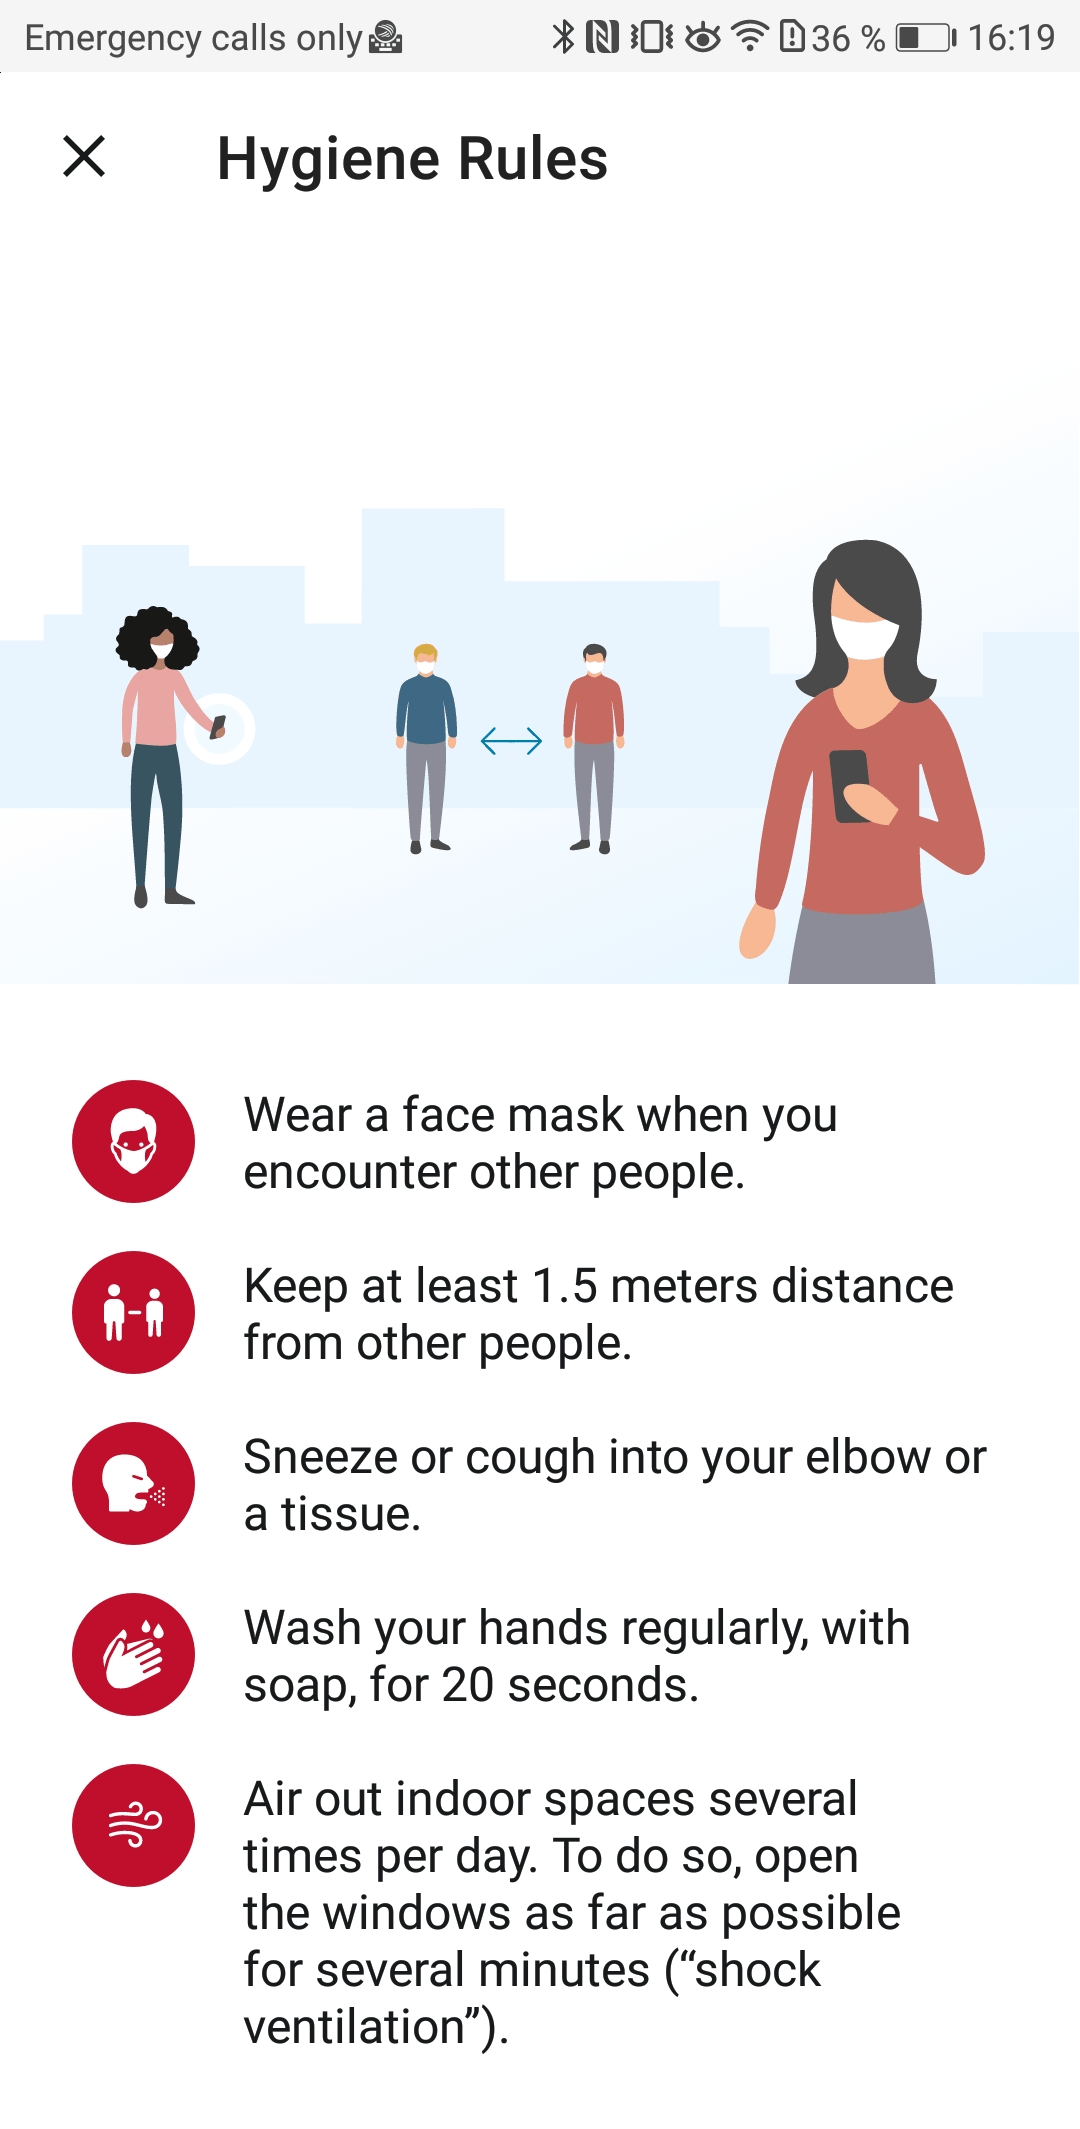 Emergency calls only 36 % 16:19
Hygiene Rules
Wear a face mask when you
encounter other people.
Keep at least 1.5 meters distance
from other people.
Sneeze or cough into your elbow or
a tissue.
Wash your hands regularly, with
soap, for 20 seconds.
Air out indoor spaces several
times per day. To do so, open
the windows as far as possible
for several minutes (“shock
ventilation”).